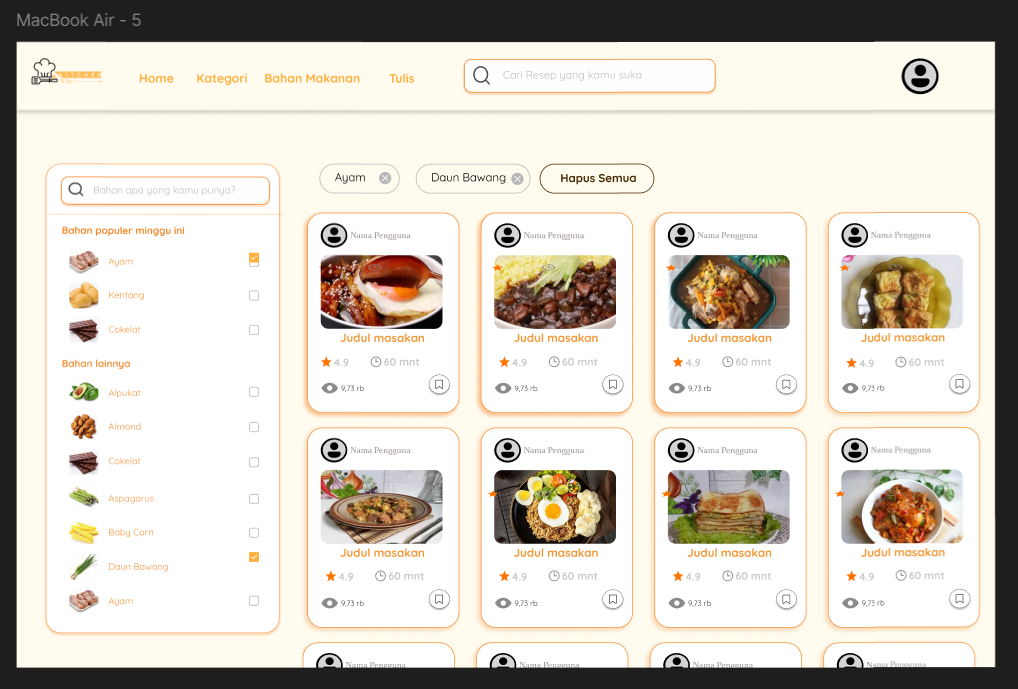 MacBook Air - 5
Home Kategori Bahan Makanan Tulis
Cari Resep yang kamu suka
Ayam Daun Bawang Hapus Semua
Bahan apa yang kamu punya?
Bahan populer minggu ini
Ayam
Kentang
Cokelat
Bahan lainnya
Alpukat
Almond
Cokelat
Aspagarus
Baby Corn
Daun Bawang
Ayam
Nama Pengguna Nama Pengguna Nama Pengguna Nama Pengguna
Judul masakan Judul masakan Judul masakan Judul masakan
4.9 60 mnt 4.9 60 mnt 4.9 60 mnt 4.9 60 mnt
9,73 rb 9,73 rb 9,73 rb 9,73 rb
Nama Pengguna Nama Pengguna Nama Pengguna Nama Pengguna
Judul masakan Judul masakan Judul masakan Judul masakan
4.9 60 mnt 4.9 60 mnt 4.9 60 mnt 4.9 60 mnt
9,73 rb 9,73 rb 9,73 rb 9,73 rb
Nama Pengguna Nama Pengguna Nama Pengguna Nama Pengguna